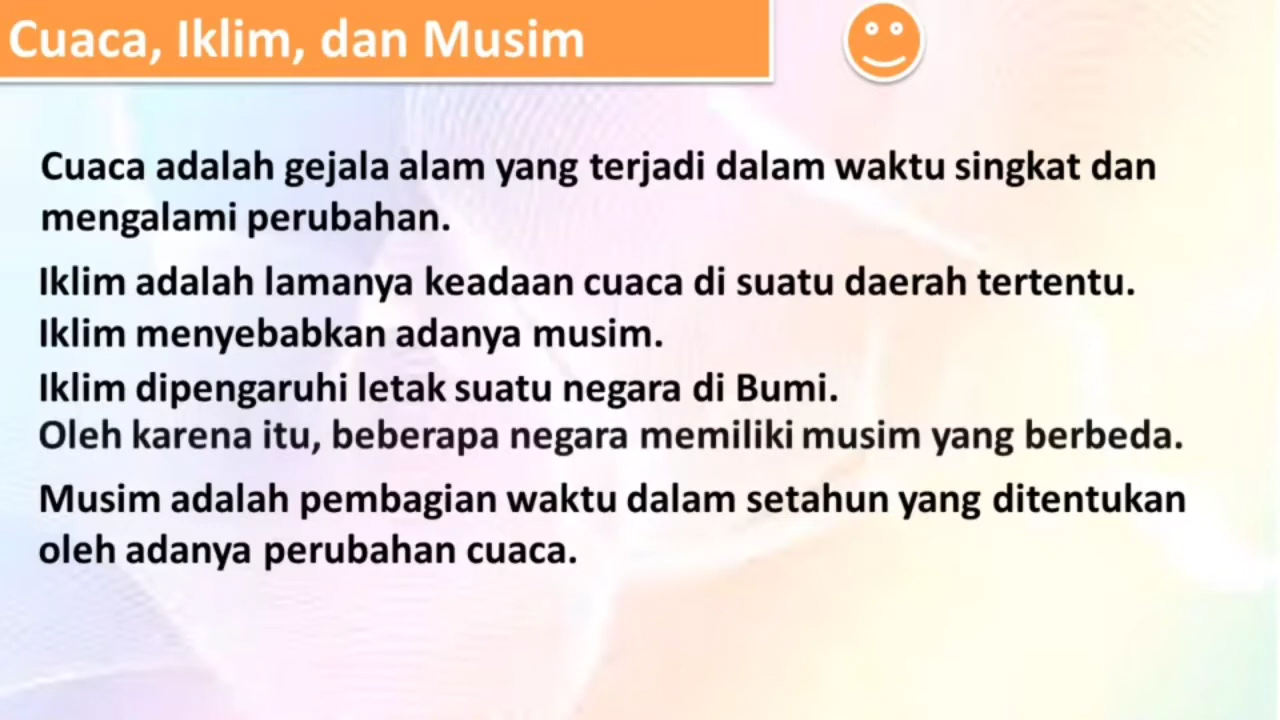 Cuaca, Iklim, dan Musim
Cuaca adalah gejala alam yang terjadi dalam waktu singkat dan
mengalami perubahan.
Iklim adalah lamanya keadaan cuaca di suatu daerah tertentu.
Iklim menyebabkan adanya musim.
Iklim dipengaruhi letak suatu negara di Bumi.
Oleh karena itu, beberapa negara memiliki musim yang berbeda.
Musim adalah pembagian waktu dalam setahun yang ditentukan
oleh adanya perubahan cuaca.